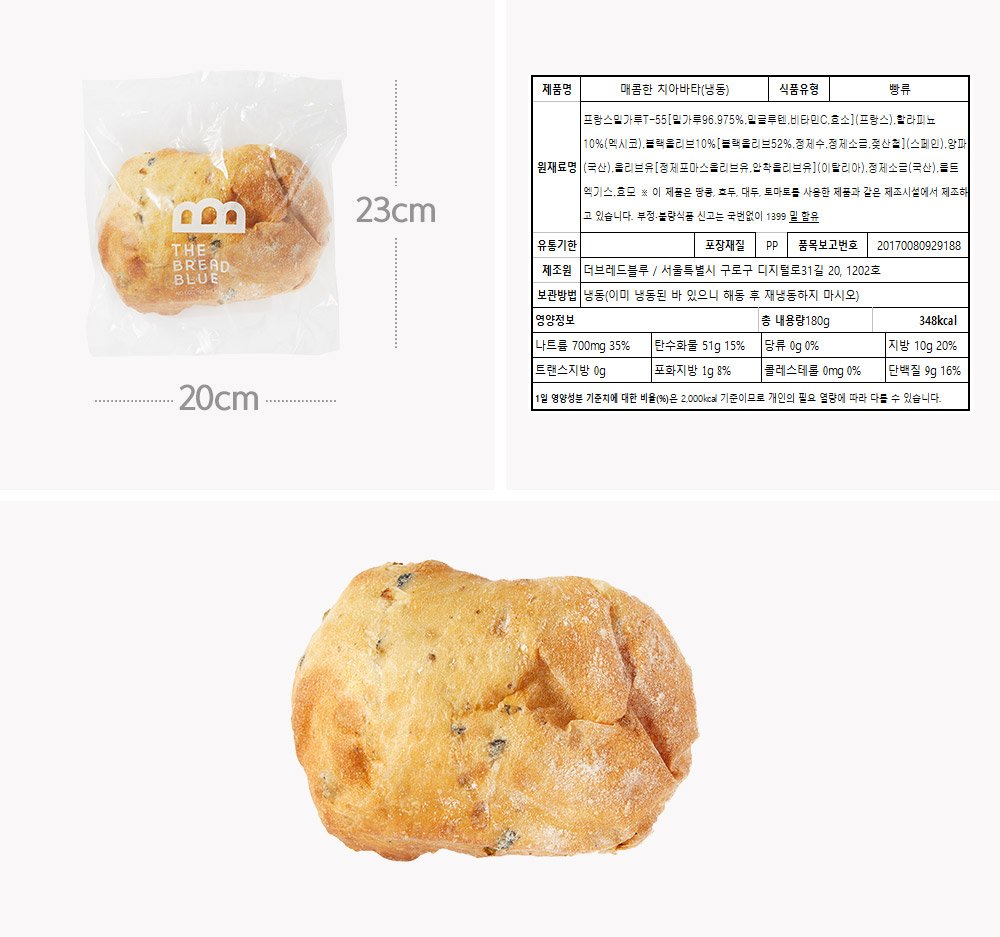 THE
BREAD
BLUE
23cm
20cm
제품명 매콤한 치아바타(냉동) 식품유형 빵류
원재료명
프랑스밀가루T-55[밀가루96.975%,밀글루텐,비타민C,효소](프랑스),할라피뇨
10%(멕시코),블랙올리브10%[블랙올리브52%,정제수,정제소금,젖산철](스페인),양파
(국산),올리브유[정제포마스올리브유,압착올리브유](이탈리아),정제소금(국산),몰트
엑기스,효모 ※ 이 제품은 땅콩, 호두, 대두, 토마토를 사용한 제품과 같은 제조시설에서 제조하
고 있습니다. 부정·불량식품 신고는 국번없이 1399 밀 함유
유통기한 포장재질 PP 품목보고번호 20170080929188
제조원 더브레드블루 / 서울특별시 구로구 디지털로31길 20, 1202호
보관방법 냉동(이미 냉동된 바 있으니 해동 후 재냉동하지 마시오)
영양정보 총 내용량180g 348kcal
나트륨 700mg 35% 탄수화물 51g 15% 당류 0g 0% 지방 10g 20%
트랜스지방 0g 포화지방 1g 8% 콜레스테롤 0mg 0% 단백질 9g 16%
1일 영양성분 기준치에 대한 비율(%)은 2,000kcal 기준이므로 개인의 필요 열량에 따라 다를 수 있습니다.